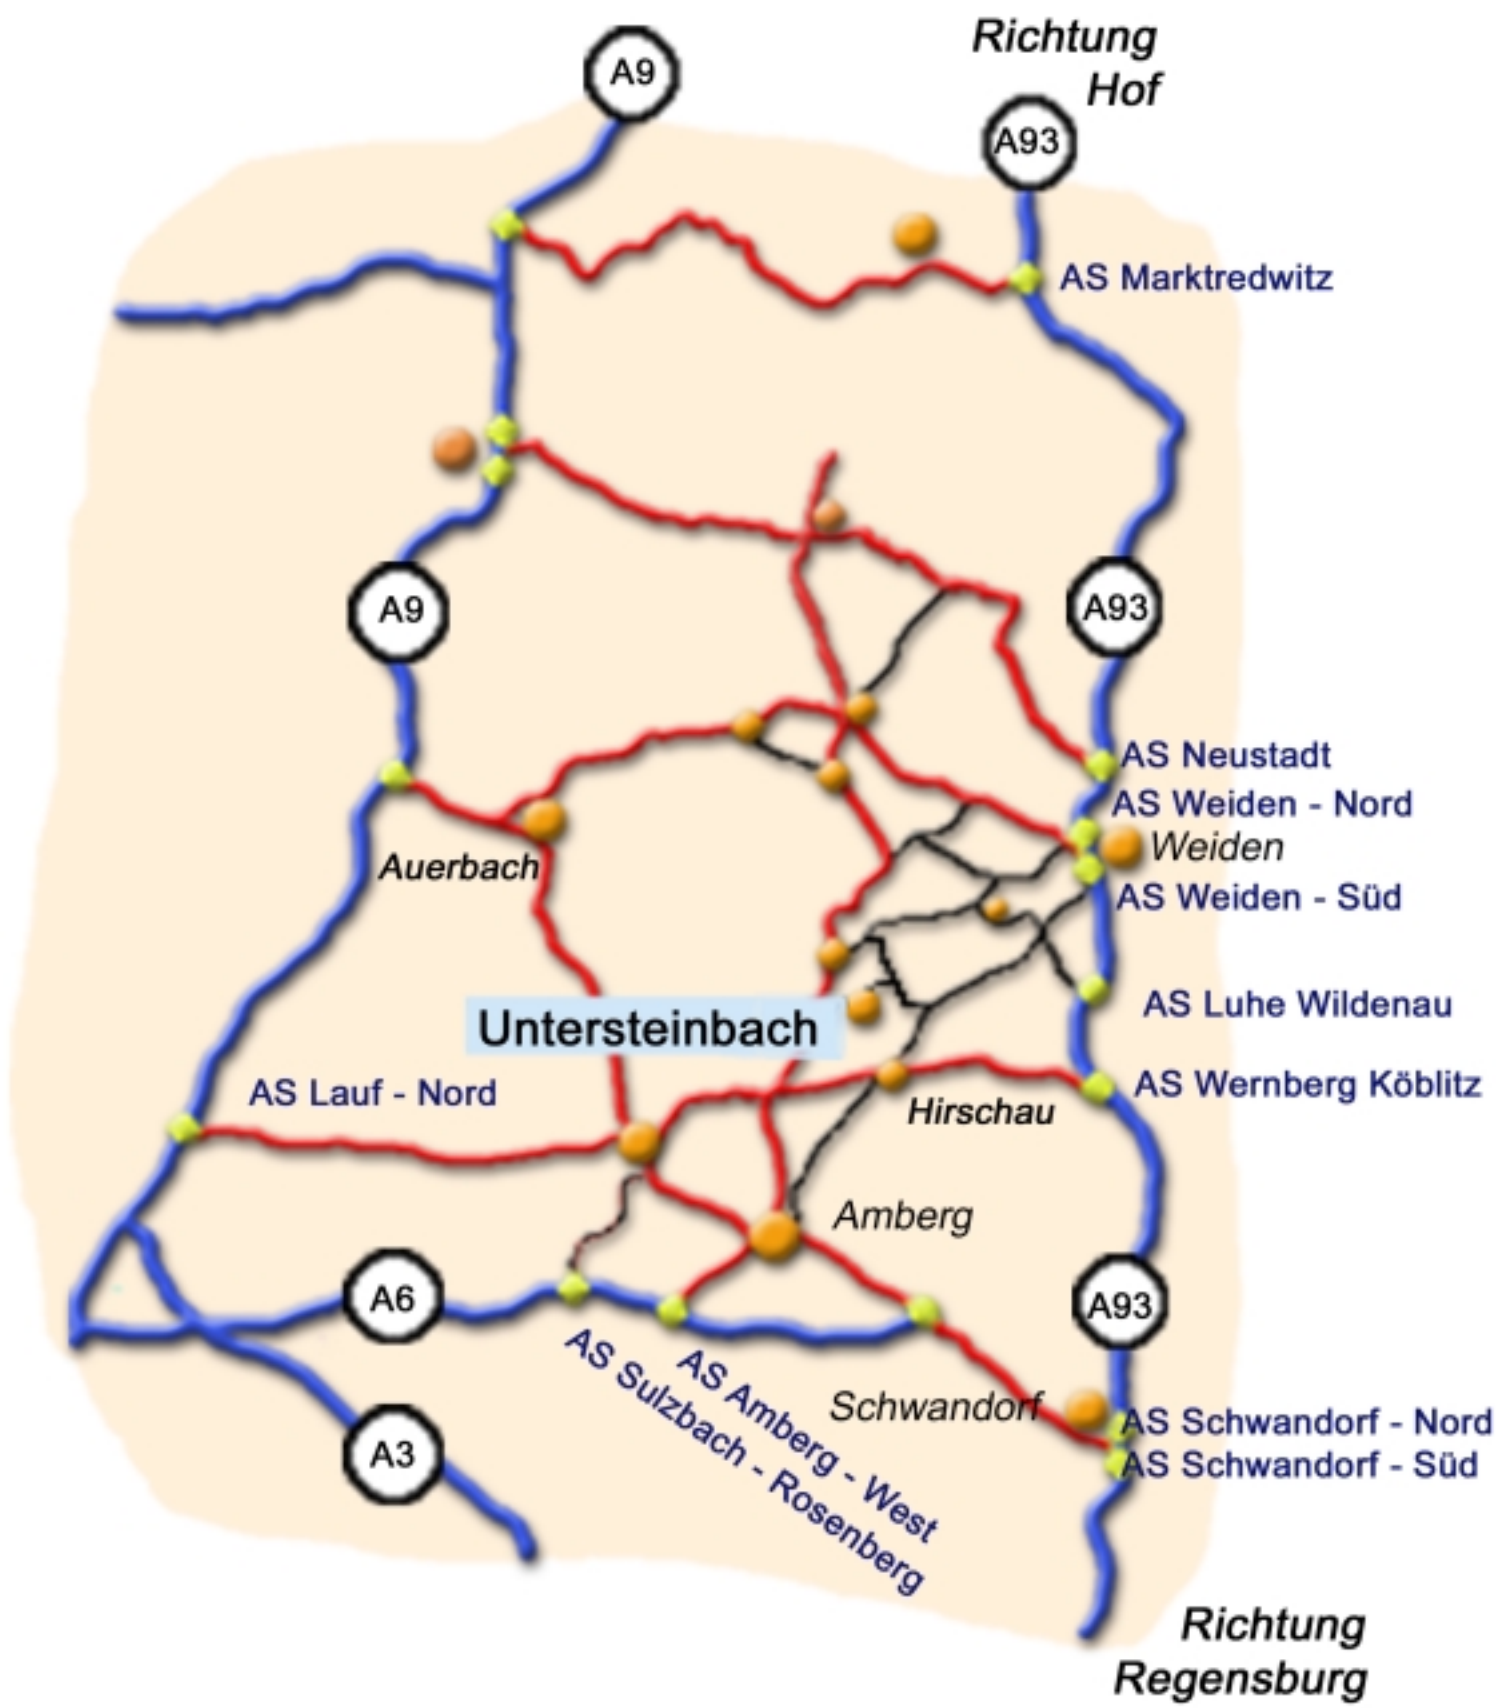 A9
Richtung
Hof
A93
AS Marktredwitz
A9
A93
AS Neustadt
AS Weiden - Nord
Weiden
Auerbach
AS Weiden - Süd
AS Luhe Wildenau
Untersteinbach
AS Lauf - Nord
AS Wernberg Köblitz
Hirschau
Amberg
A6
A93
AS Amberg - West
AS Sulzbach - Rosenberg
Schwandorf
AS Schwandorf - Nord
AS Schwandorf - Süd
A3
Richtung
Regensburg